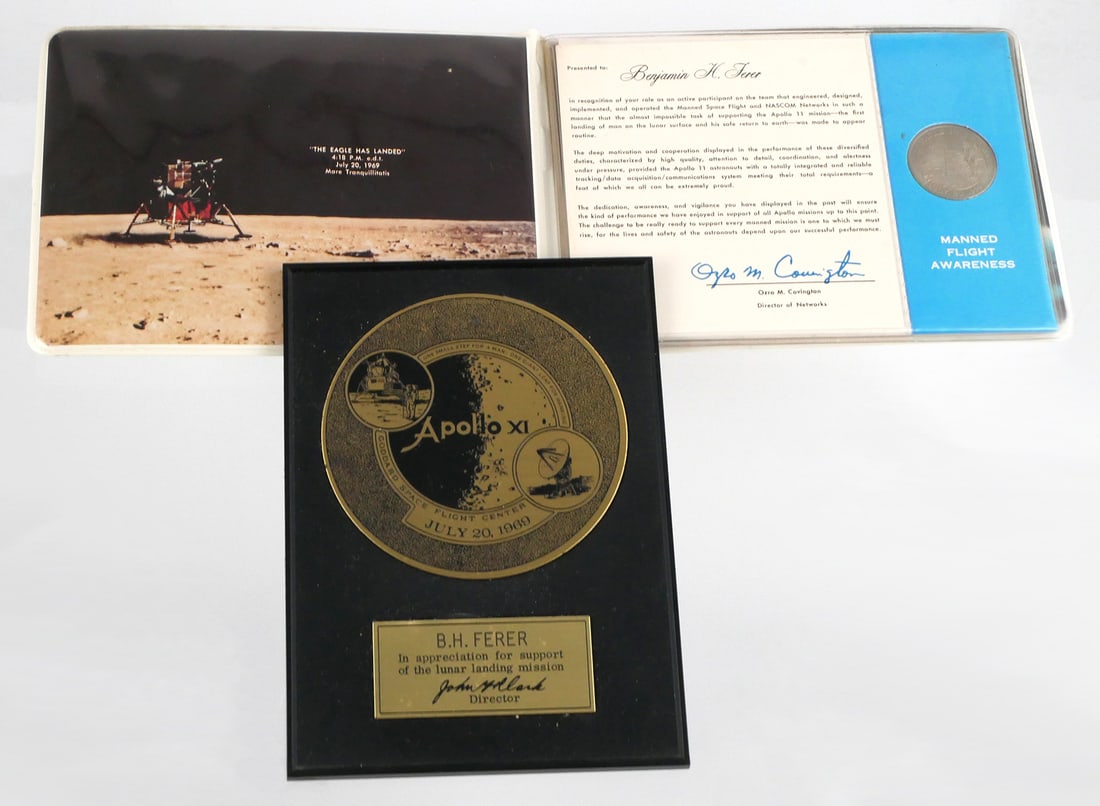 "THE EAGLE HAS LANDED"
4:18 P.M. e.d.t.
July 20, 1969
Mare Tranquillitatis
Presented to:
Benjamin H. Ferer
in recognition of your role as an active participant on the team that engineered, designed,
implemented, and operated the Manned Space Flight and NASCOM Networks in such a
manner that the almost impossible task of supporting the Apollo 11 mission—the first
landing of man on the lunar surface and his safe return to earth—was made to appear
routine.
The deep motivation and cooperation displayed in the performance of these diversified
duties, characterized by high quality, attention to detail, coordination, and alertness
under pressure, provided the Apollo 11 astronauts with a totally integrated and reliable
tracking/data acquisition/communications system meeting their total requirements—a
feat of which we all can be extremely proud.
The dedication, awareness, and vigilance you have displayed in the past will ensure
the kind of performance we have enjoyed in support of all Apollo missions up to this point.
The challenge to be really ready to support every manned mission is one to which we must
rise, for the lives and safety of the astronauts depend upon our successful performance.
Ozro M. Covington
Ozro M. Covington
Director of Networks
MANNED
FLIGHT
AWARENESS
ONE SMALL STEP FOR A MAN, ONE GIANT LEAP FOR MANKIND
Apollo XI
GODDARD SPACE FLIGHT CENTER
JULY 20, 1969
B.H. FERER
In appreciation for support
of the lunar landing mission
John F Clark
Director